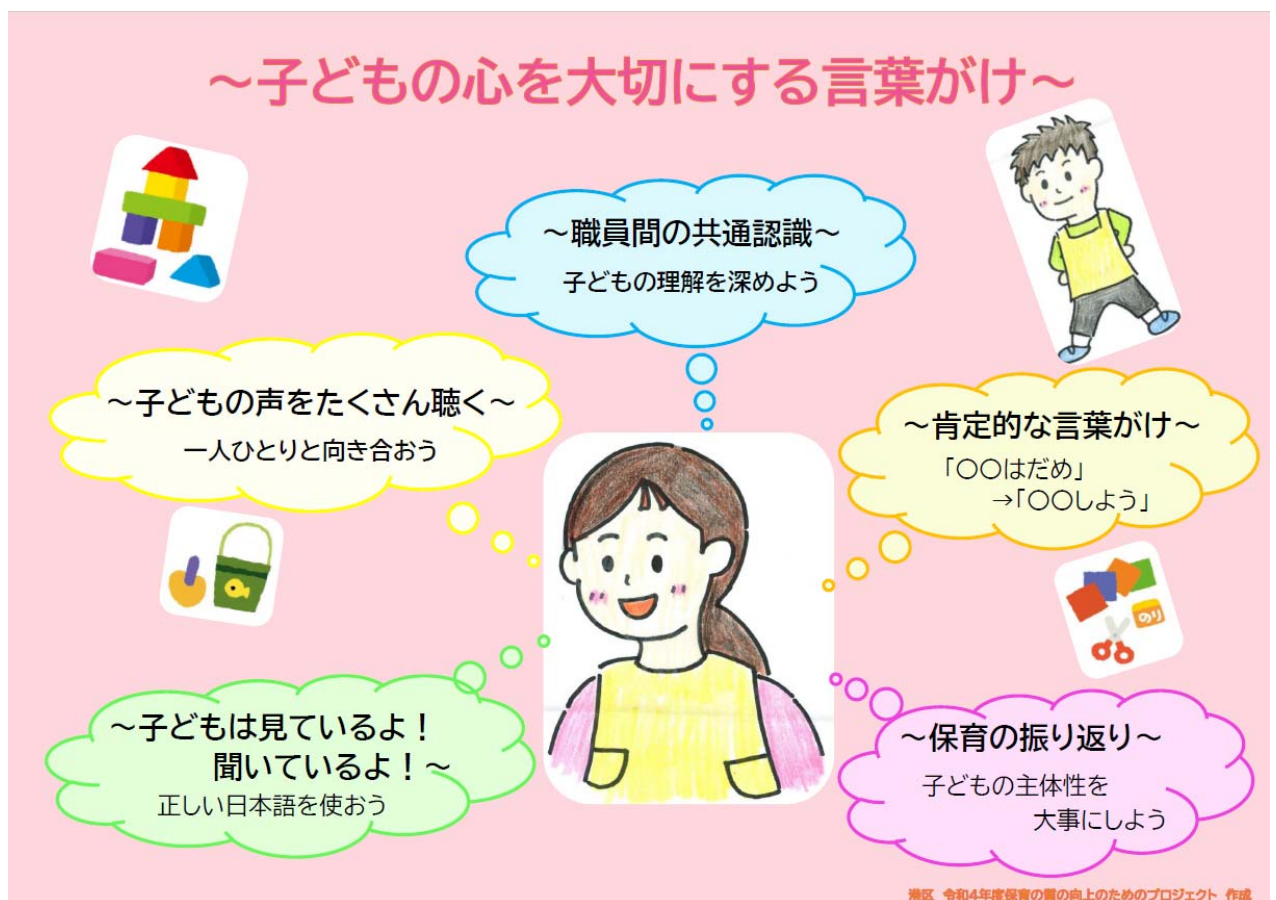 ～子どもの心を大切にする言葉がけ～
～職員間の共通認識～
子どもの理解を深めよう
～子どもの声をたくさん聴く～
一人ひとりと向き合おう
～肯定的な言葉がけ～
「〇〇はだめ」
→「〇〇しよう」
のり
～子どもは見ているよ！
聞いているよ！～
正しい日本語を使おう
～保育の振り返り～
子どもの主体性を
大事にしよう
港区 令和4年度保育の質の向上のためのプロジェクト 作成